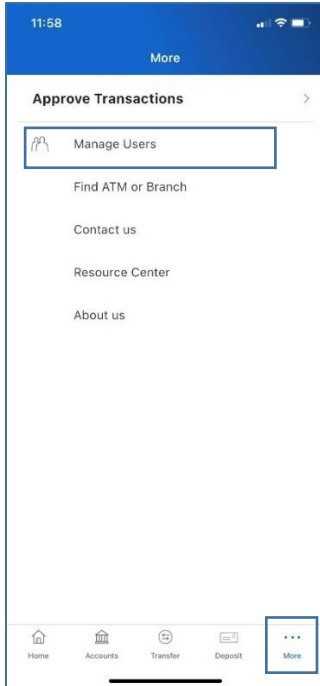 11:58
More
Approve Transactions
Manage Users
Find ATM or Branch
Contact us
Resource Center
About us
Home Accounts Transfer Deposit More